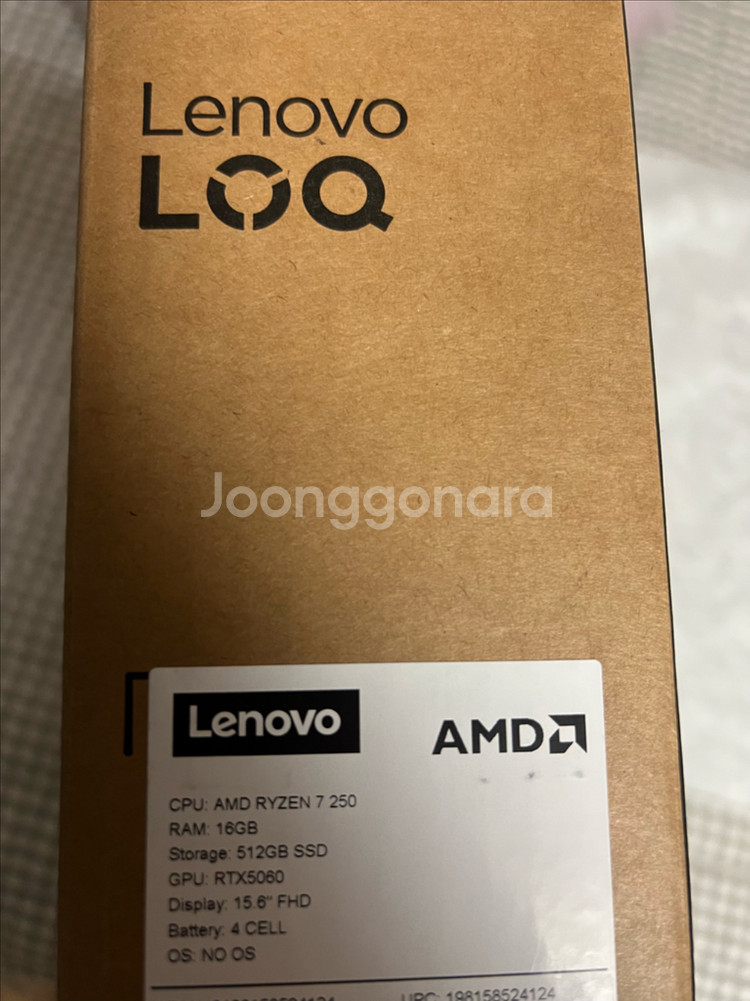 Lenovo
LOQ
Joonggonara
Lenovo
AMD
CPU: AMD RYZEN 7 250
RAM: 16GB
Storage: 512GB SSD
GPU: RTX5060
Display: 15.6" FHD
Battery: 4 CELL
OS: NO OS
UPC: 198158524124